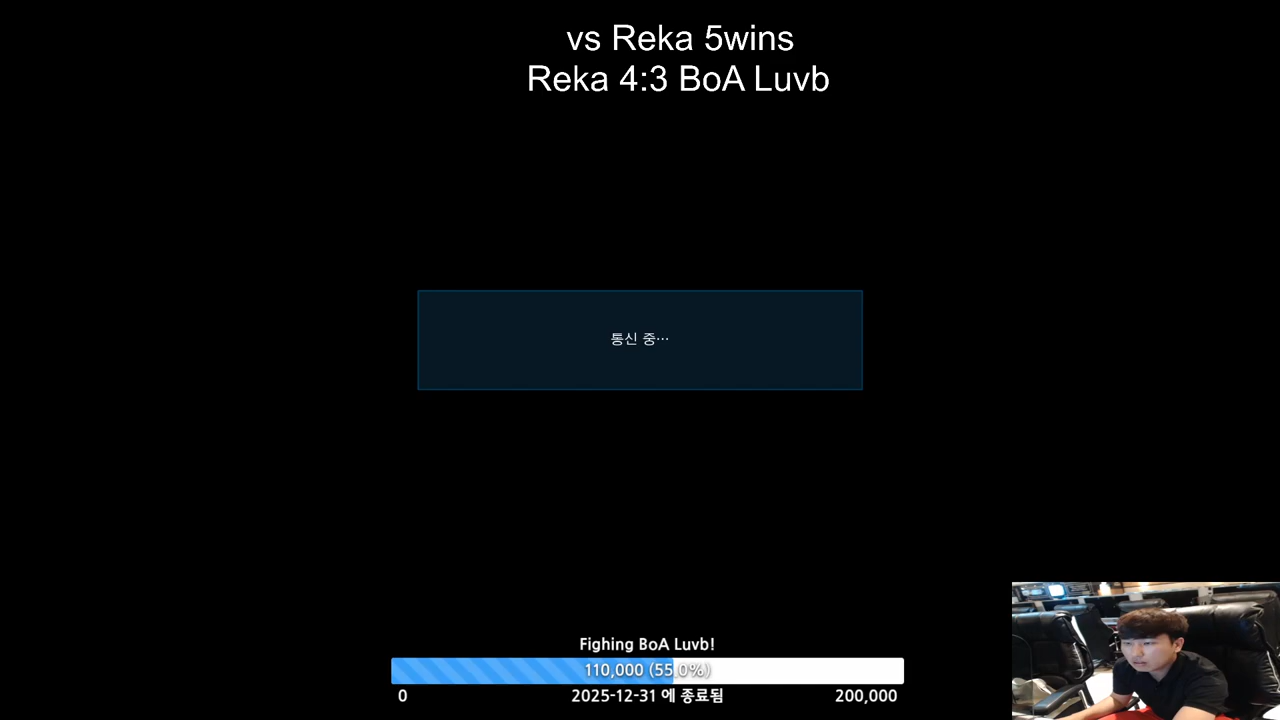 vs Reka 5wins
Reka 4:3 BoA Luvb
통신 중…
Fighing BoA Luvb!
110,000 (55.0%)
0 2025-12-31 에 종료됨 200,000